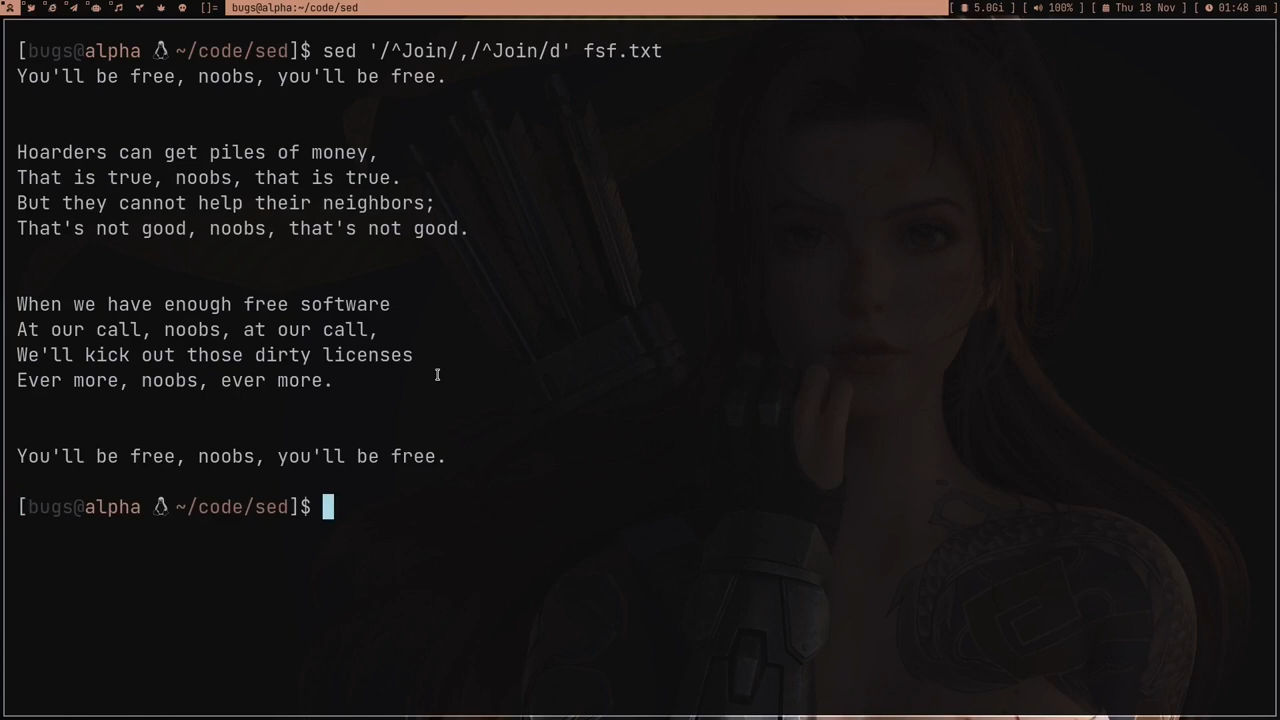 []= bugs@alpha:~/code/sed [ 5.0Gi ] [ 100% ] [ Thu 18 Nov ] [ 01:48 am ]
[bugs@alpha ~/code/sed]$ sed '/^Join/,/^Join/d' fsf.txt
You'll be free, noobs, you'll be free.
Hoarders can get piles of money,
That is true, noobs, that is true.
But they cannot help their neighbors;
That's not good, noobs, that's not good.
When we have enough free software
At our call, noobs, at our call,
We'll kick out those dirty licenses
Ever more, noobs, ever more.
You'll be free, noobs, you'll be free.
[bugs@alpha ~/code/sed]$